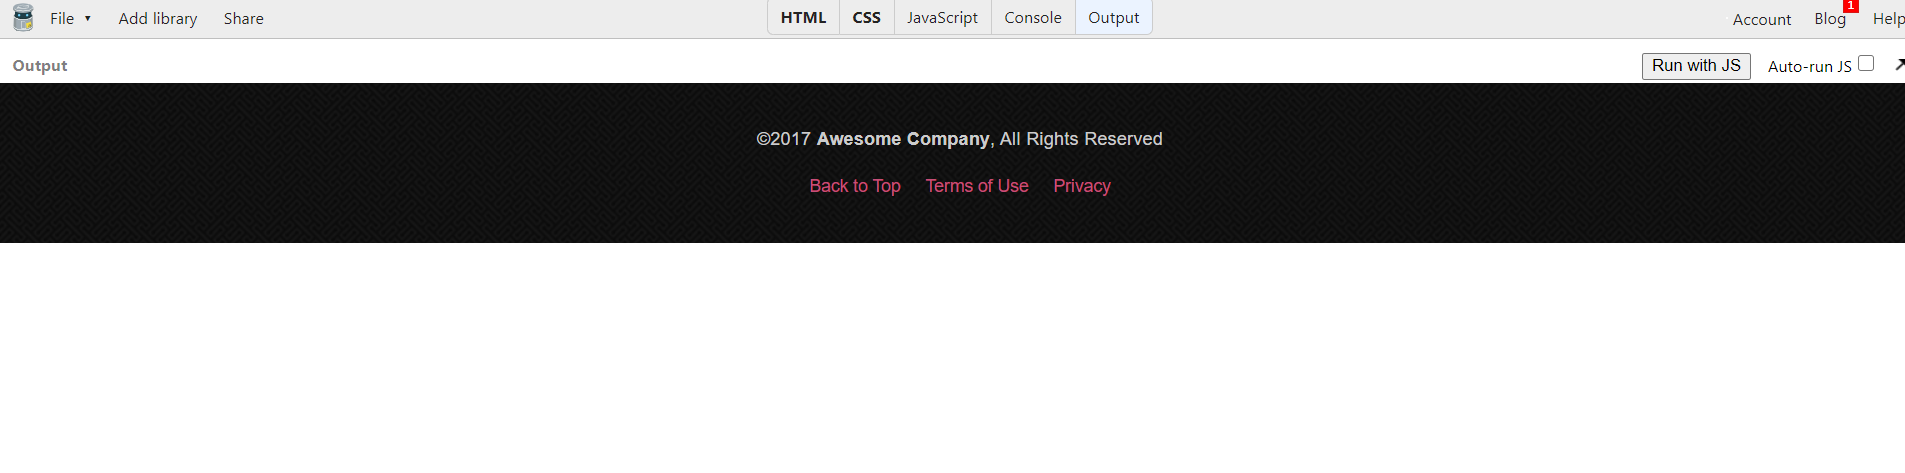 File ▾ Add library Share HTML CSS JavaScript Console Output Account Blog 1 Help
Output Run with JS Auto-run JS
©2017 Awesome Company, All Rights Reserved
Back to Top Terms of Use Privacy